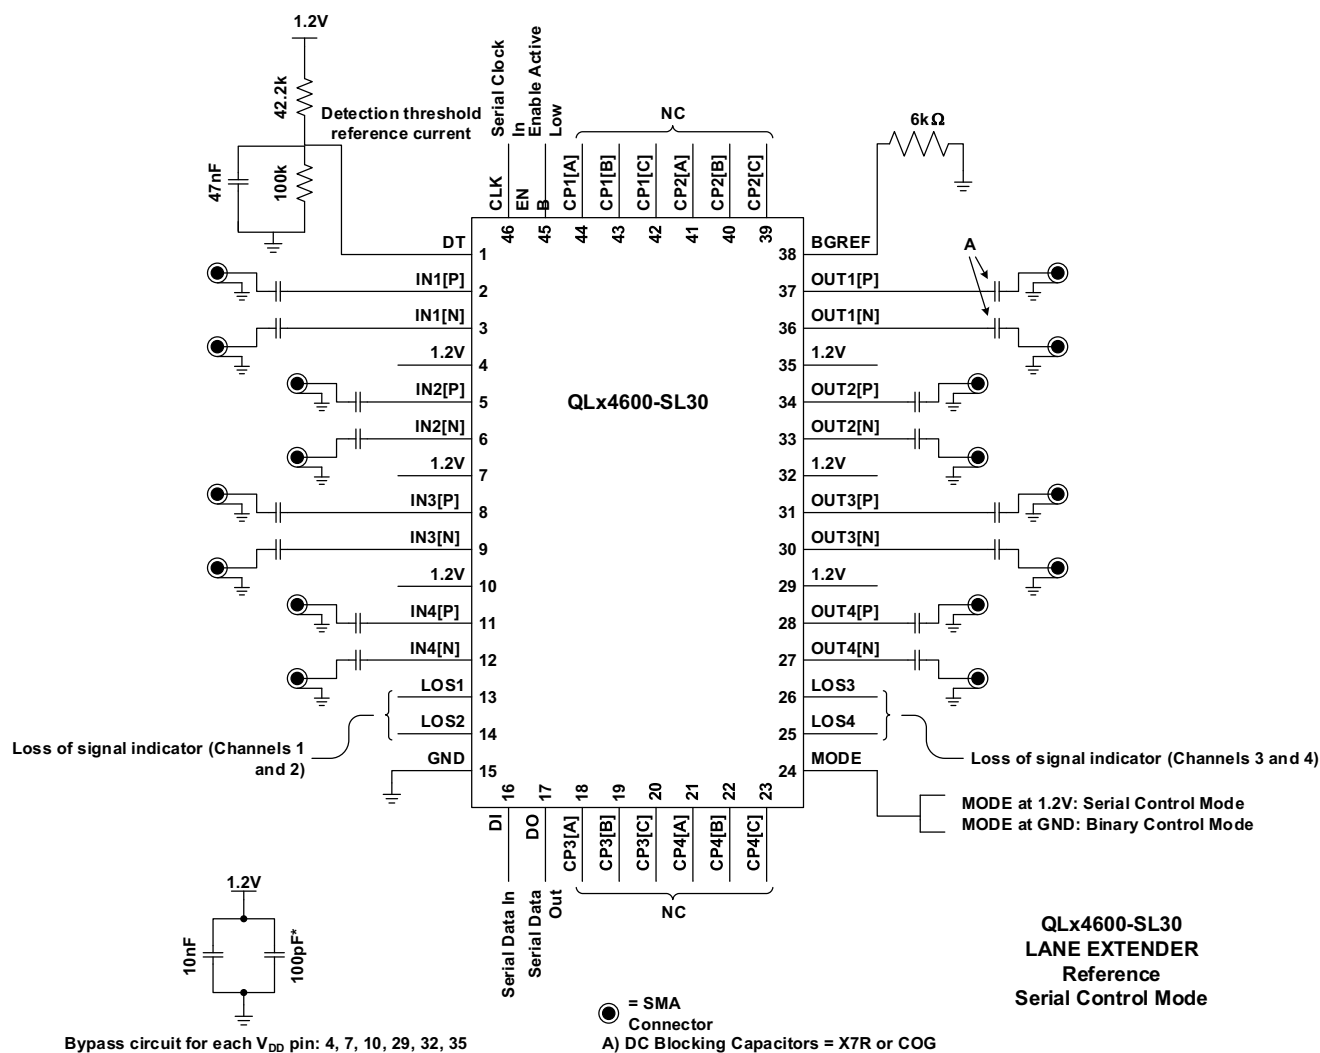 1.2V
42.2k
Detection threshold
reference current
47nF
100k
Serial Clock
In
Enable Active
Low
NC
CLK
EN
B
CP1[A]
CP1[B]
CP1[C]
CP2[A]
CP2[B]
CP2[C]
46
45
44
43
42
41
40
39
6kΩ
A
DT
1
IN1[P]
2
IN1[N]
3
1.2V
4
IN2[P]
5
IN2[N]
6
1.2V
7
IN3[P]
8
IN3[N]
9
1.2V
10
IN4[P]
11
IN4[N]
12
LOS1
13
LOS2
14
GND
15
Loss of signal indicator (Channels 1
and 2)
QLx4600-SL30
38
BGREF
37
OUT1[P]
36
OUT1[N]
35
1.2V
34
OUT2[P]
33
OUT2[N]
32
1.2V
31
OUT3[P]
30
OUT3[N]
29
1.2V
28
OUT4[P]
27
OUT4[N]
26
LOS3
25
LOS4
24
MODE
Loss of signal indicator (Channels 3 and 4)
MODE at 1.2V: Serial Control Mode
MODE at GND: Binary Control Mode
16
17
18
19
20
21
22
23
DI
DO
CP3[A]
CP3[B]
CP3[C]
CP4[A]
CP4[B]
CP4[C]
Serial Data In
Serial Data
Out
NC
1.2V
10nF
100pF*
Bypass circuit for each VDD pin: 4, 7, 10, 29, 32, 35
= SMA
Connector
A) DC Blocking Capacitors = X7R or COG
QLx4600-SL30
LANE EXTENDER
Reference
Serial Control Mode